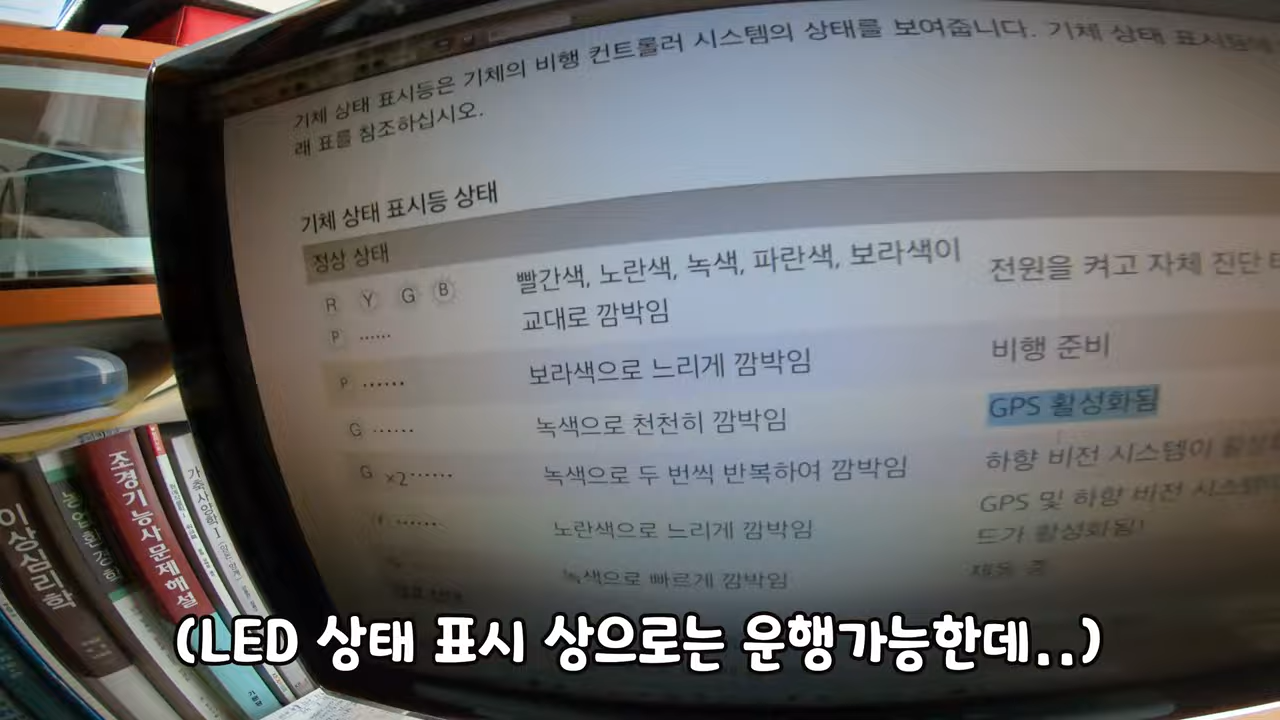 기체 상태 표시등은 기체의 비행 컨트롤러 시스템의 상태를 보여줍니다. 기체 상태 표시등에
래 표를 참조하십시오.
기체 상태 표시등 상태
정상 상태
R Y G B
P ······
빨간색, 노란색, 녹색, 파란색, 보라색이
교대로 깜박임
전원을 켜고 자체 진단
P ······ 보라색으로 느리게 깜박임 비행 준비
G ······ 녹색으로 천천히 깜박임 GPS 활성화됨
G ×2······ 녹색으로 두 번씩 반복하여 깜박임 하향 비전 시스템이
Y ······ 노란색으로 느리게 깜박임 GPS 및 하향 비전 시스템
드가 활성화됨!
녹색으로 빠르게 깜박임 제동 중
이상심리학
조경기능사문제해설
가축사양학 I
(LED 상태 표시 상으로는 운행가능한데..)